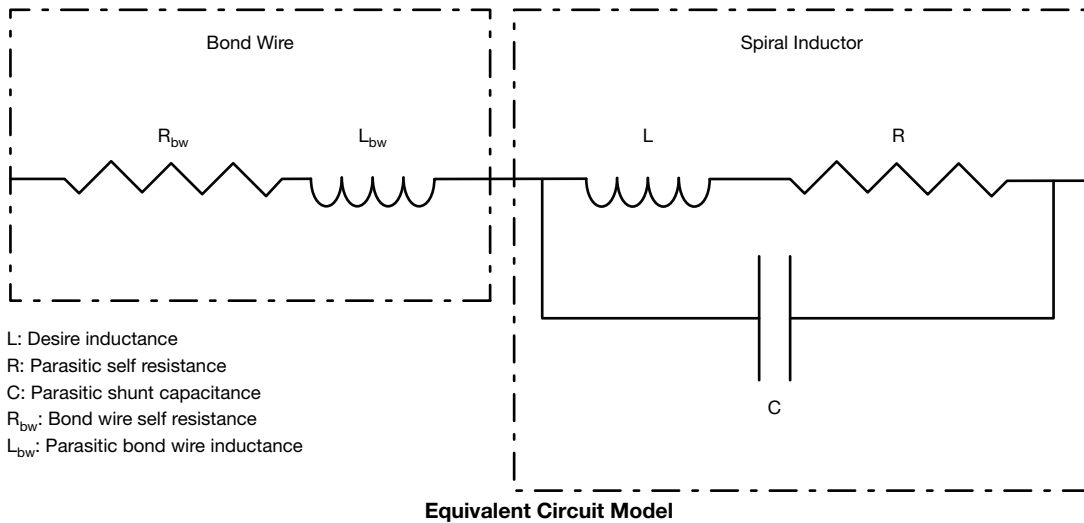 Bond Wire
Spiral Inductor
R_bw
L_bw
L
R
C
L: Desire inductance
R: Parasitic self resistance
C: Parasitic shunt capacitance
R_bw: Bond wire self resistance
L_bw: Parasitic bond wire inductance
Equivalent Circuit Model